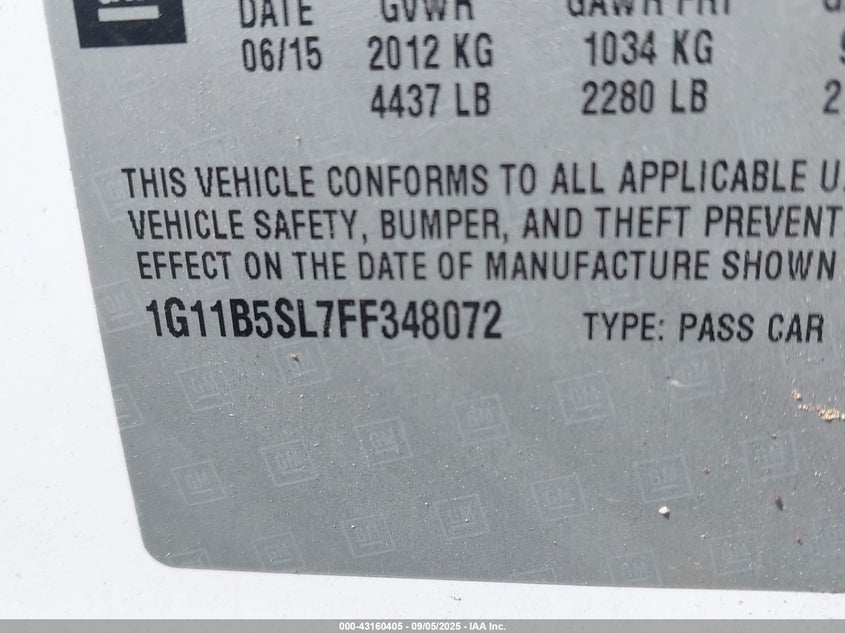 DATE GVWR GAWR FRT
06/15 2012 KG 1034 KG
4437 LB 2280 LB 2
THIS VEHICLE CONFORMS TO ALL APPLICABLE U.
VEHICLE SAFETY, BUMPER, AND THEFT PREVENT
EFFECT ON THE DATE OF MANUFACTURE SHOWN
1G11B5SL7FF348072 TYPE: PASS CAR
000-43160405 - 09/05/2025 - IAA Inc.